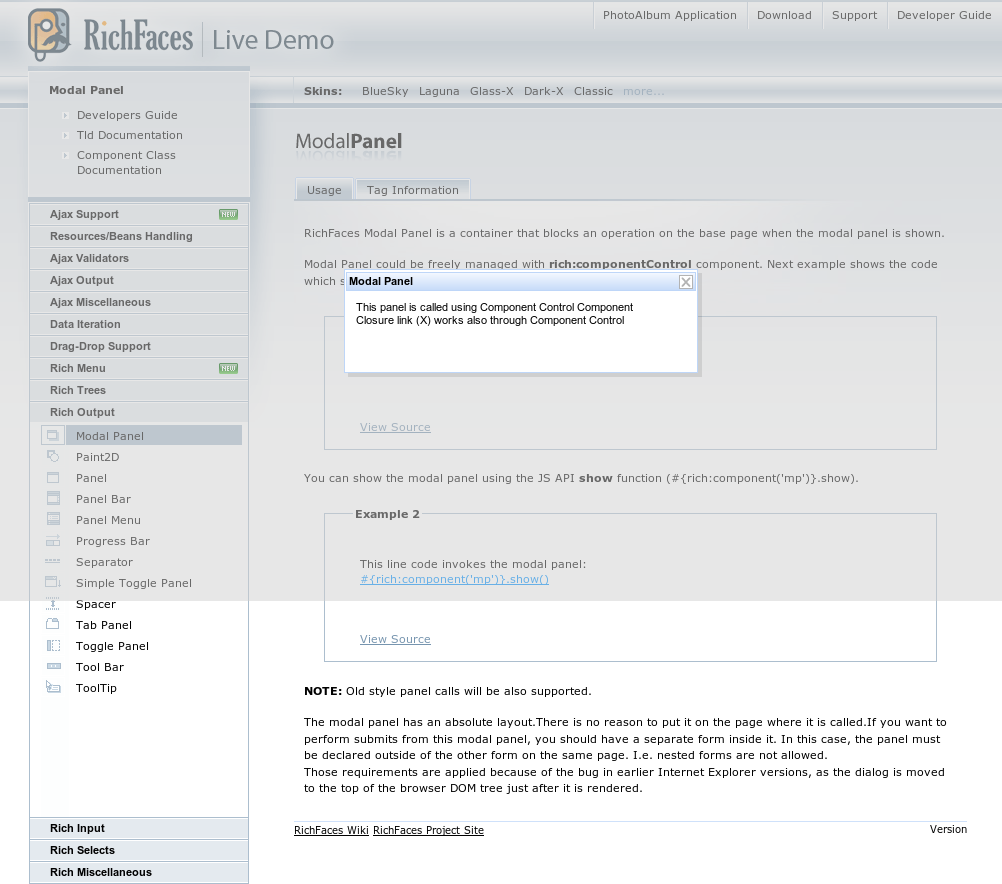 PhotoAlbum Application Download Support Developer Guide
RichFaces Live Demo
Modal Panel
Developers Guide
Tld Documentation
Component Class
Documentation
Skins: BlueSky Laguna Glass-X Dark-X Classic more...
Ajax Support NEW
Resources/Beans Handling
Ajax Validators
Ajax Output
Ajax Miscellaneous
Data Iteration
Drag-Drop Support
Rich Menu NEW
Rich Trees
Rich Output
Modal Panel
Paint2D
Panel
Panel Bar
Panel Menu
Progress Bar
Separator
Simple Toggle Panel
Spacer
Tab Panel
Toggle Panel
Tool Bar
ToolTip
Rich Input
Rich Selects
Rich Miscellaneous
ModalPanel
Usage Tag Information
RichFaces Modal Panel is a container that blocks an operation on the base page when the modal panel is shown.
Modal Panel could be freely managed with rich:componentControl component. Next example shows the code
which s
Modal Panel
This panel is called using Component Control Component
Closure link (X) works also through Component Control
View Source
You can show the modal panel using the JS API show function (#{rich:component('mp')}.show).
Example 2
This line code invokes the modal panel:
#{rich:component('mp')}.show()
View Source
NOTE: Old style panel calls will be also supported.
The modal panel has an absolute layout.There is no reason to put it on the page where it is called.If you want to
perform submits from this modal panel, you should have a separate form inside it. In this case, the panel must
be declared outside of the other form on the same page. I.e. nested forms are not allowed.
Those requirements are applied because of the bug in earlier Internet Explorer versions, as the dialog is moved
to the top of the browser DOM tree just after it is rendered.
RichFaces Wiki RichFaces Project Site Version